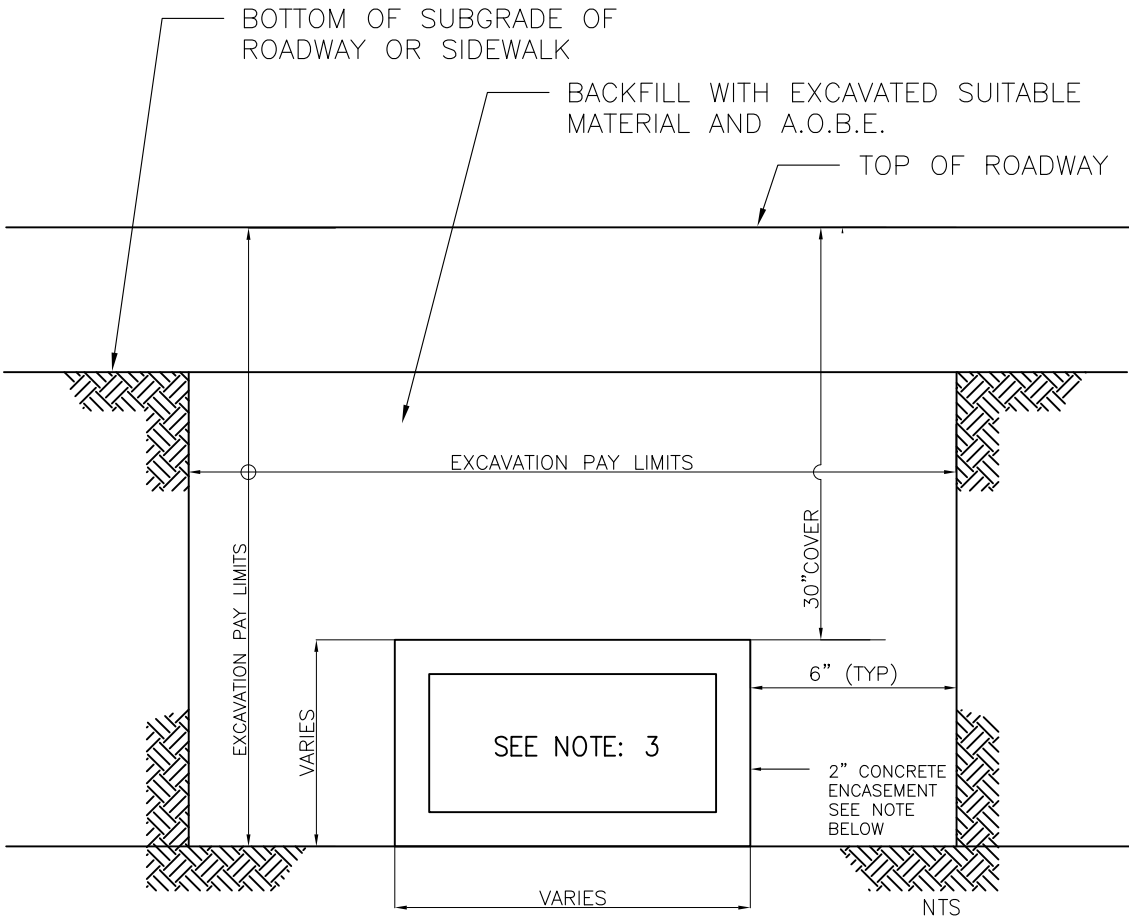 BOTTOM OF SUBGRADE OF
ROADWAY OR SIDEWALK
BACKFILL WITH EXCAVATED SUITABLE
MATERIAL AND A.O.B.E.
TOP OF ROADWAY
EXCAVATION PAY LIMITS
EXCAVATION PAY LIMITS
30"COVER
VARIES
6" (TYP)
SEE NOTE: 3
2" CONCRETE
ENCASEMENT
SEE NOTE
BELOW
VARIES
NTS